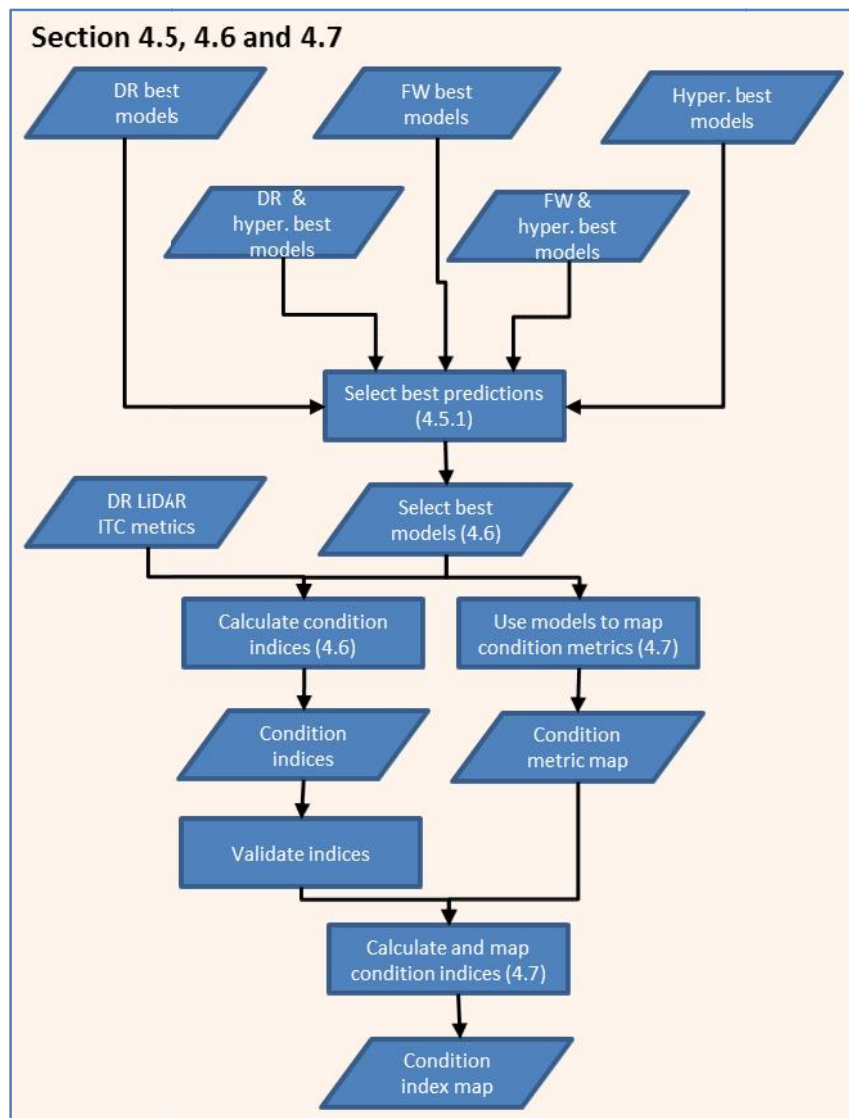 Section 4.5, 4.6 and 4.7
DR best
models
FW best
models
Hyper. best
models
DR &
hyper. best
models
FW &
hyper. best
models
Select best predictions
(4.5.1)
DR LiDAR
ITC metrics
Select best
models (4.6)
Calculate condition
indices (4.6)
Use models to map
condition metrics (4.7)
Condition
indices
Condition
metric map
Validate indices
Calculate and map
condition indices (4.7)
Condition
index map